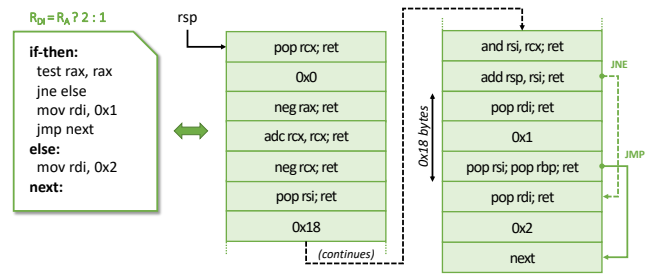 R_DI = R_A ? 2 : 1
if-then:
test rax, rax
jne else
mov rdi, 0x1
jmp next
else:
mov rdi, 0x2
next:
rsp
pop rcx; ret
0x0
neg rax; ret
adc rcx, rcx; ret
neg rcx; ret
pop rsi; ret
0x18
(continues)
and rsi, rcx; ret
add rsp, rsi; ret
JNE
pop rdi; ret
0x18 bytes
0x1
pop rsi; pop rbp; ret
JMP
pop rdi; ret
0x2
next